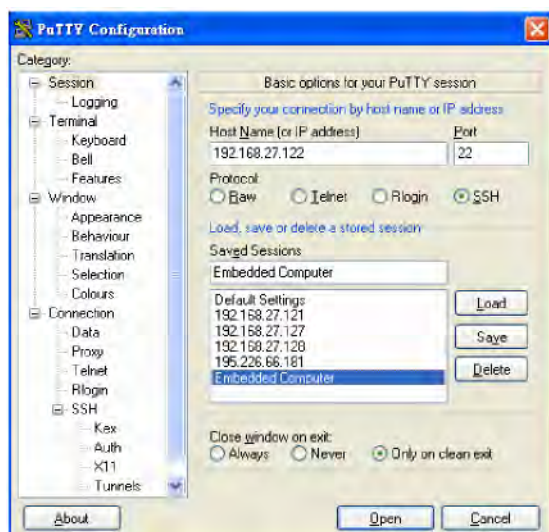 PuTTY Configuration
Category:
Session
Logging
Terminal
Keyboard
Bell
Features
Window
Appearance
Behaviour
Translation
Selection
Colours
Connection
Data
Proxy
Telnet
Rlogin
SSH
Kex
Auth
X11
Tunnels
Basic options for your PuTTY session
Specify your connection by host name or IP address
Host Name (or IP address) Port
192.168.27.122 22
Protocol:
Raw Telnet Rlogin SSH
Load, save or delete a stored session
Saved Sessions
Embedded Computer
Default Settings
192.168.27.121
192.168.27.127
192.168.27.128
195.226.66.181
Embedded Computer
Load
Save
Delete
Close window on exit:
Always Never Only on clean exit
About Open Cancel